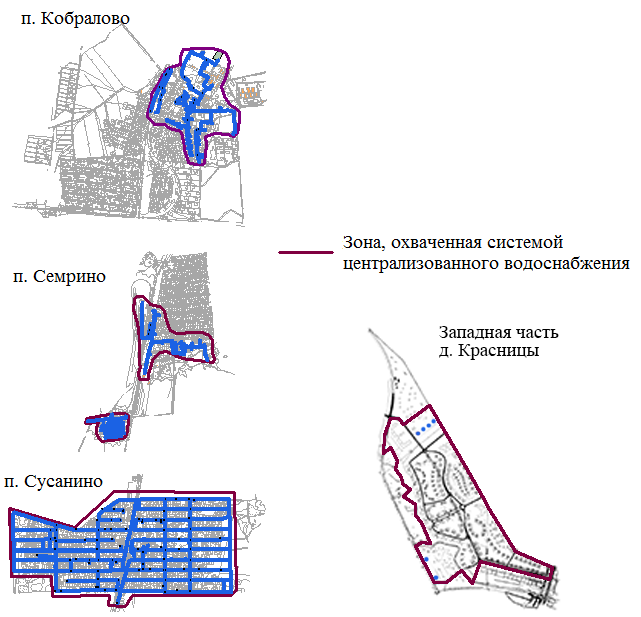 п. Кобралово
Зона, охваченная системой
централизованного водоснабжения
п. Семрино
Западная часть
д. Красницы
п. Сусанино